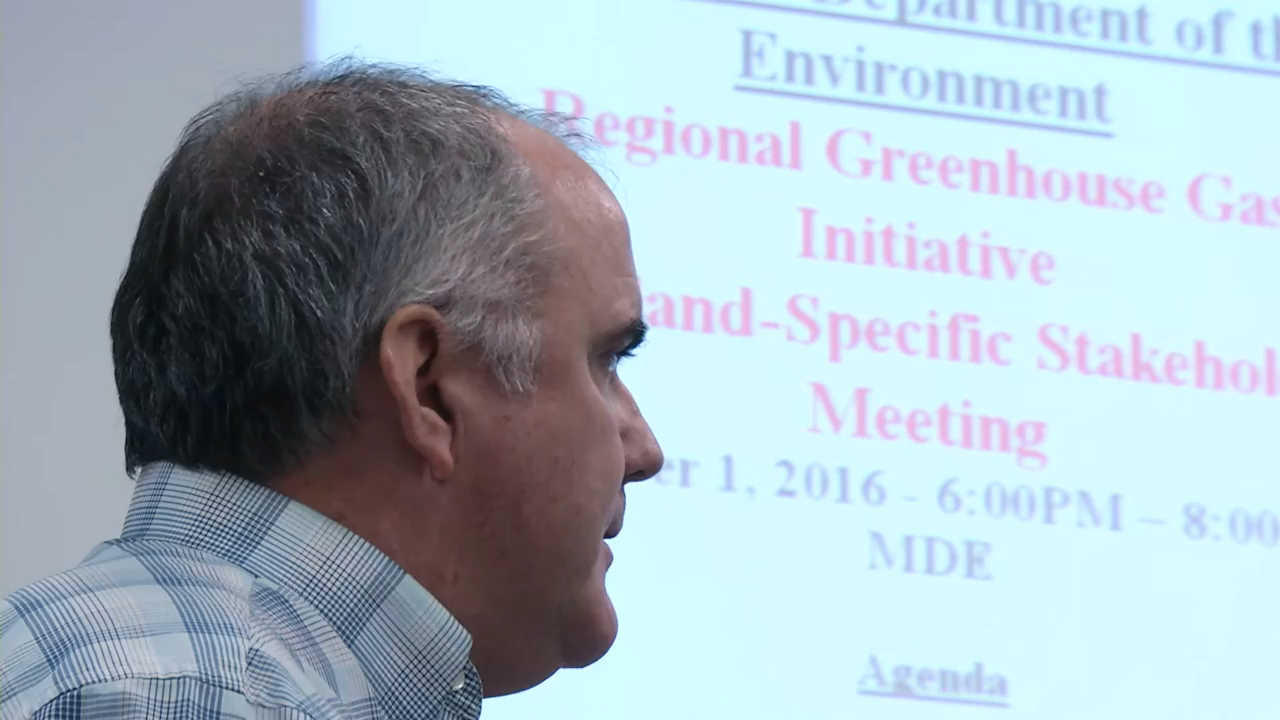 Department of th
Environment
Regional Greenhouse Gas
Initiative
and-Specific Stakehol
Meeting
er 1, 2016 - 6:00PM – 8:00
MDE
Agenda